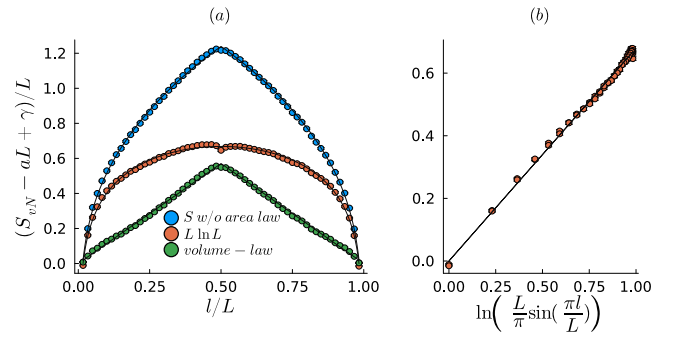 (a)
(b)
(S_{vN} − aL + γ)/L
1.2
1.0
0.8
0.6
0.4
0.2
0.0
S w/o area law
L ln L
volume − law
0.00 0.25 0.50 0.75 1.00
l/L
0.6
0.4
0.2
0.0
0.00 0.25 0.50 0.75 1.00
ln( L/π sin( πl/L ) )